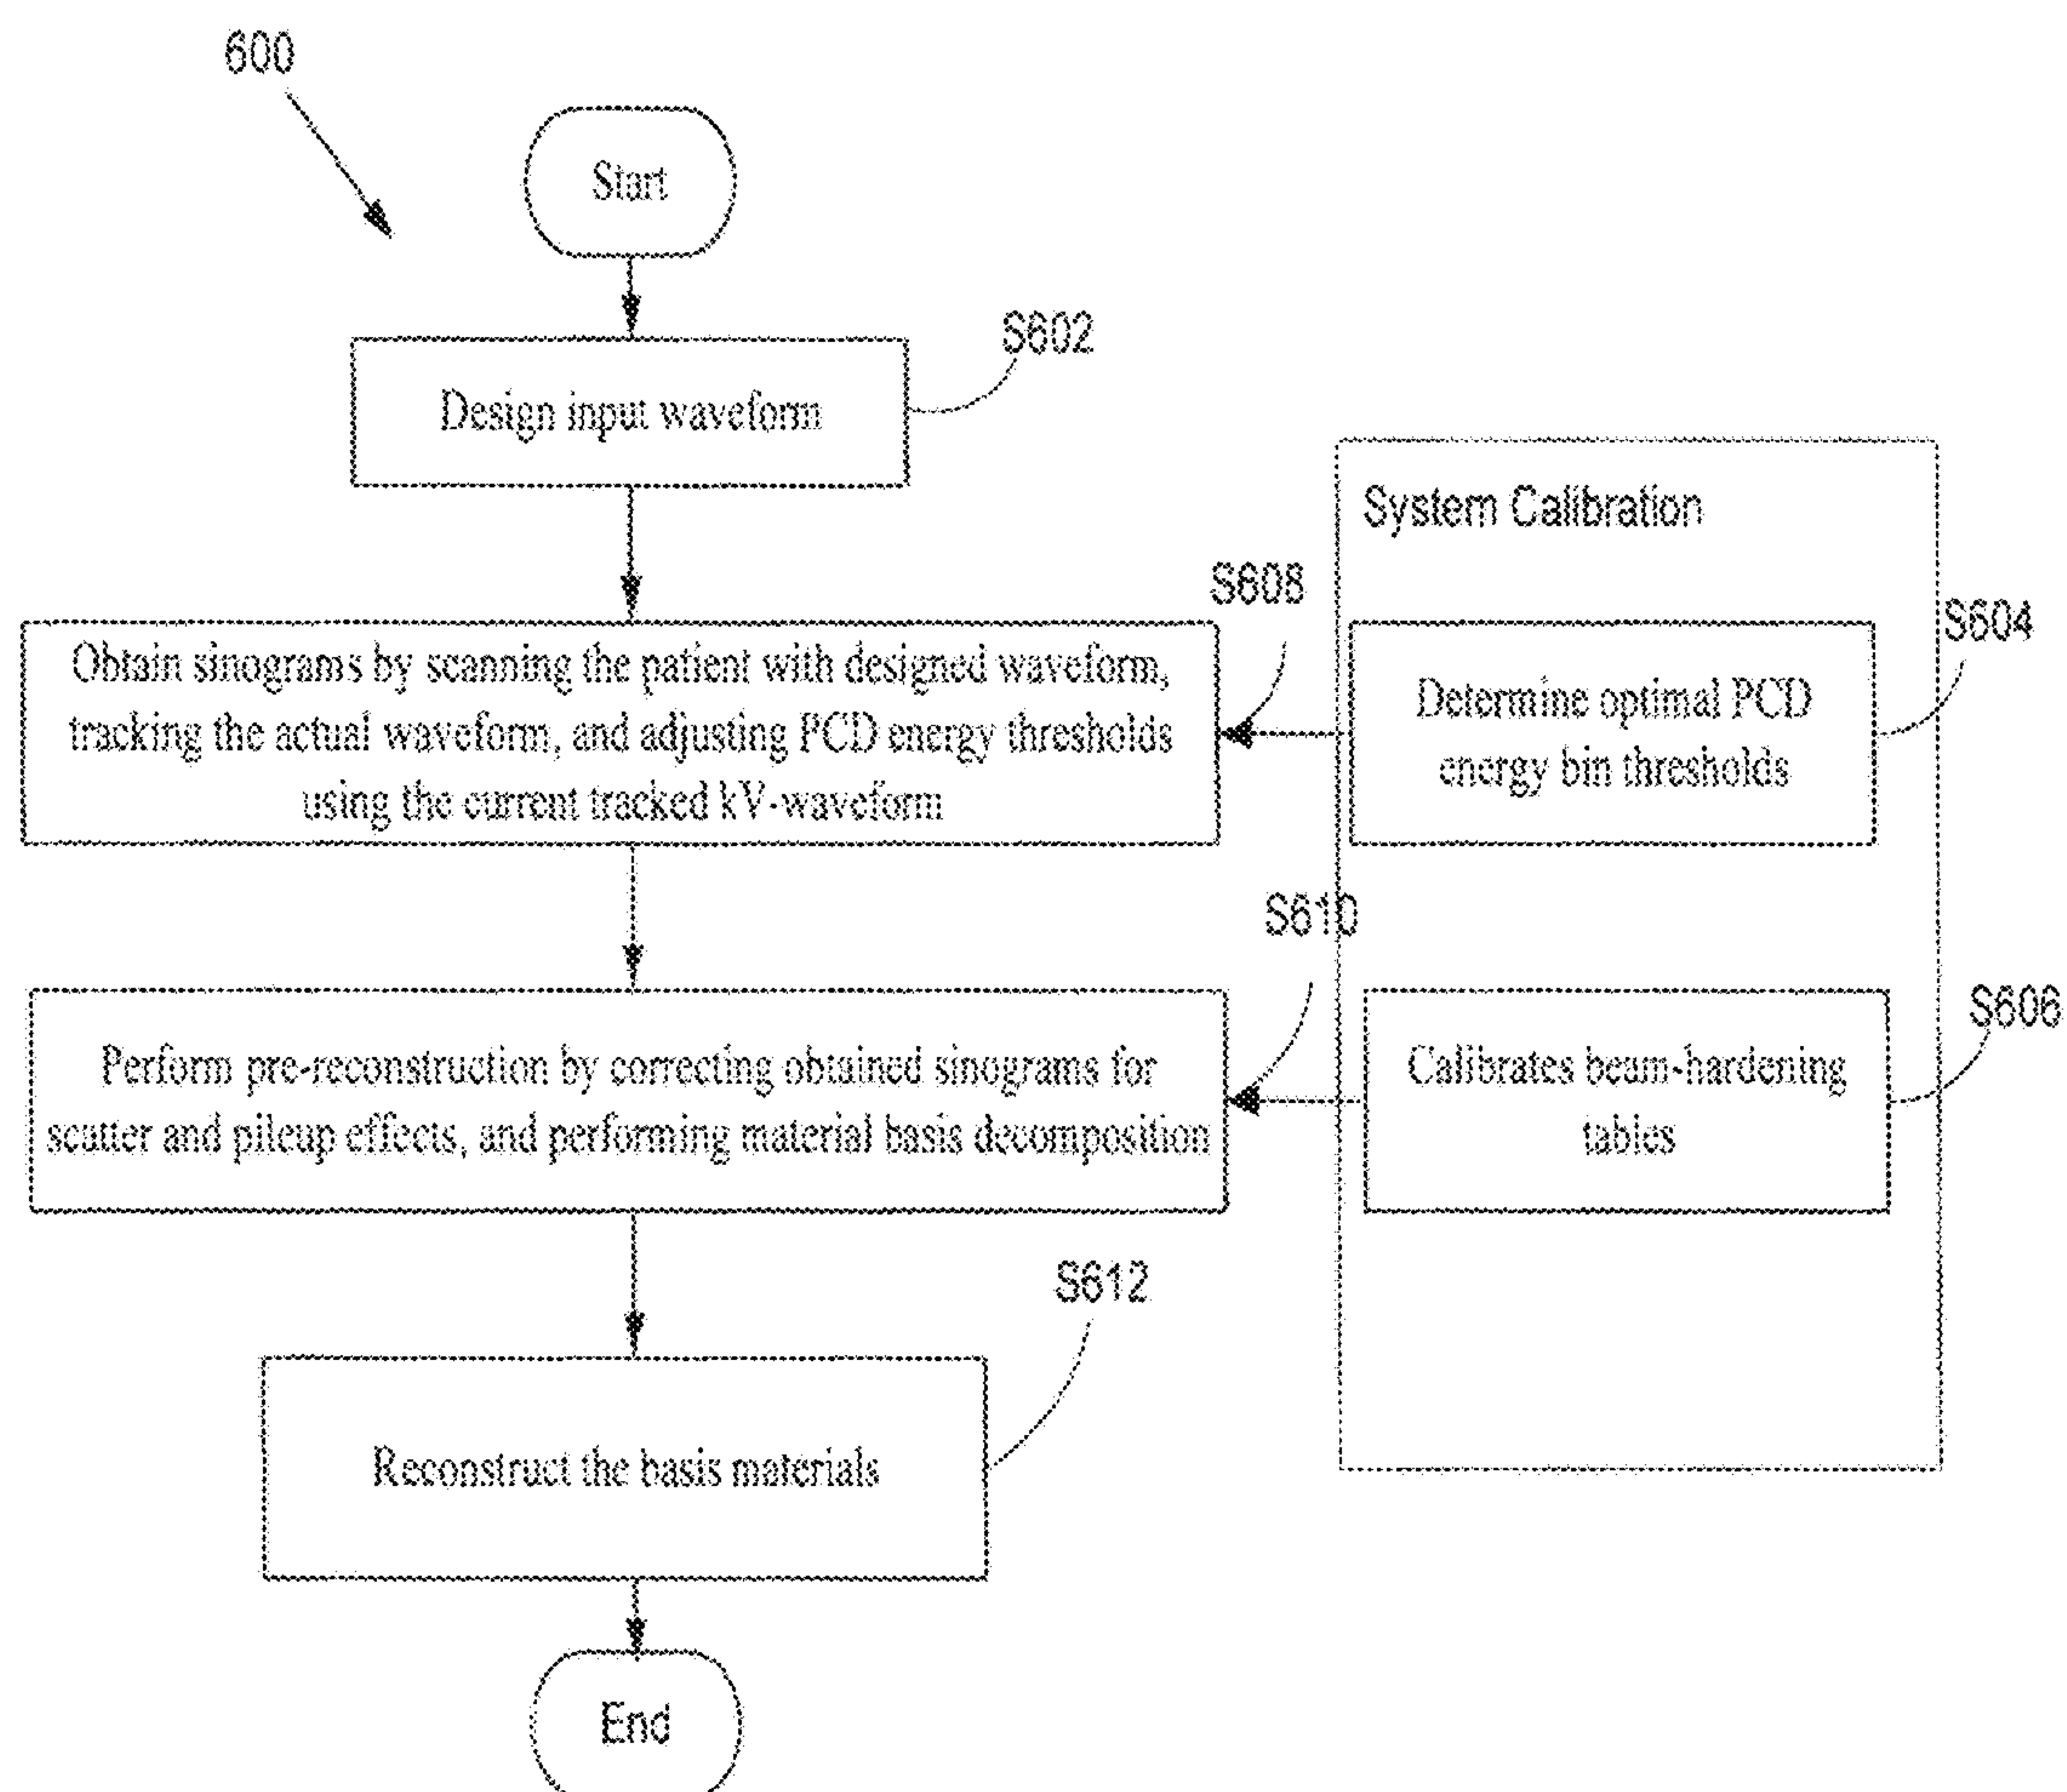 600
Start
S602
Design input waveform
System Calibration
S608
S604
Obtain sinograms by scanning the patient with designed waveform,
tracking the actual waveform, and adjusting PCD energy thresholds
using the current tracked kV-waveform
Determine optimal PCD
energy bin thresholds
S610
S606
Perform pre-reconstruction by correcting obtained sinograms for
scatter and pileup effects, and performing material basis decomposition
Calibrates beam-hardening
tables
S612
Reconstruct the basis materials
End